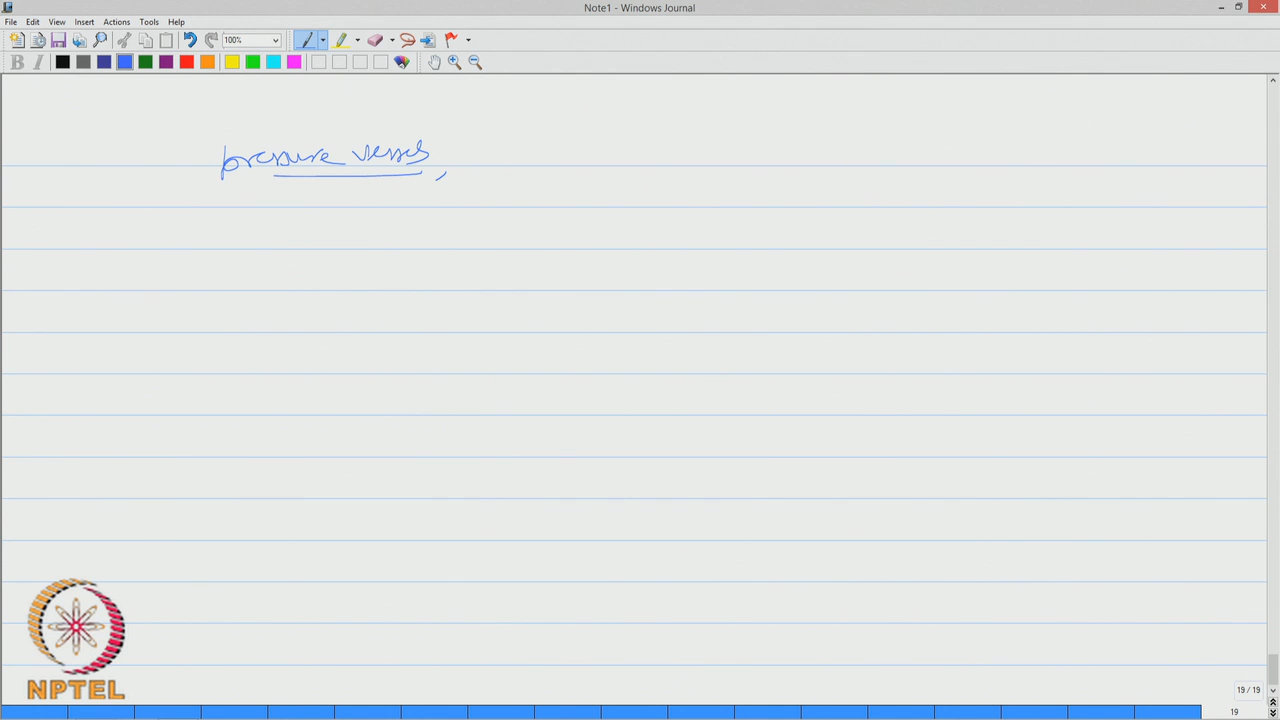 Note1 - Windows Journal
File Edit View Insert Actions Tools Help
100%
B I
pressure vessels,
NPTEL
19 / 19
19